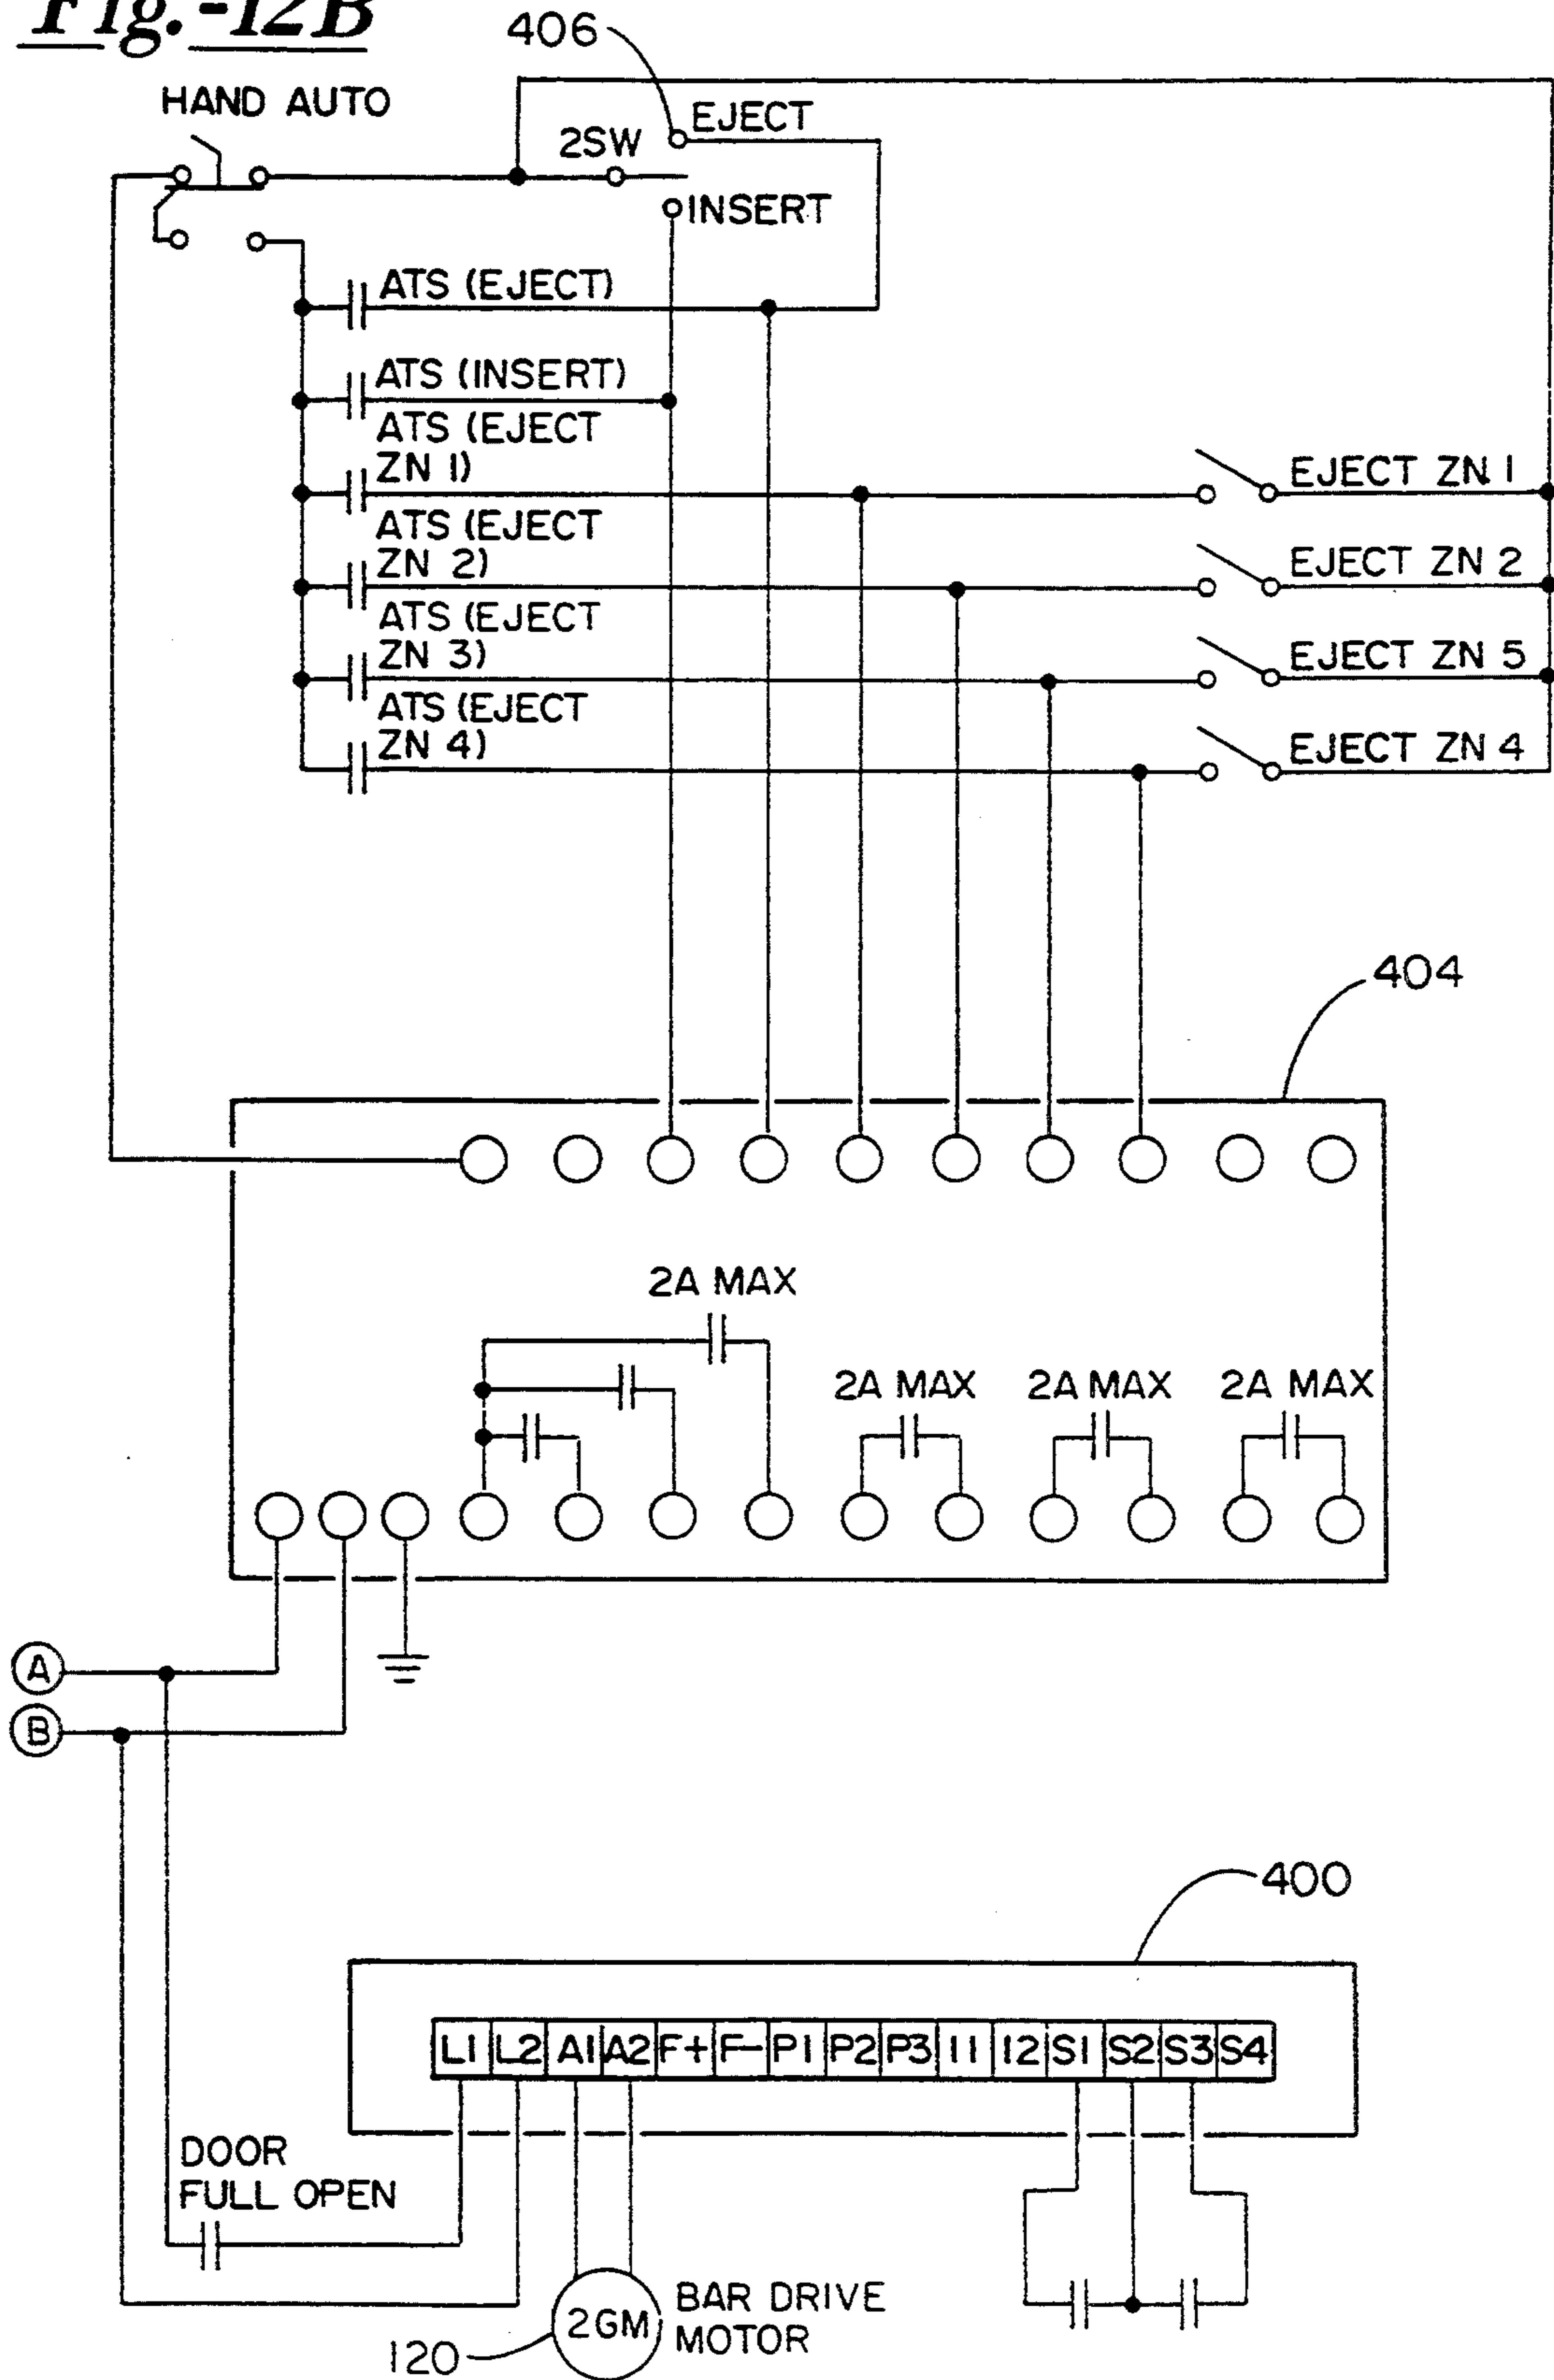 Fig.-12B
406
HAND AUTO
2SW
EJECT
INSERT
ATS (EJECT)
ATS (INSERT)
ATS (EJECT
ZN 1)
EJECT ZN 1
ATS (EJECT
ZN 2)
EJECT ZN 2
ATS (EJECT
ZN 3)
EJECT ZN 5
ATS (EJECT
ZN 4)
EJECT ZN 4
404
2A MAX
2A MAX 2A MAX 2A MAX
A
B
400
L1 L2 A1 A2 F+ F- P1 P2 P3 I1 I2 S1 S2 S3 S4
DOOR
FULL OPEN
2GM
BAR DRIVE
MOTOR
120